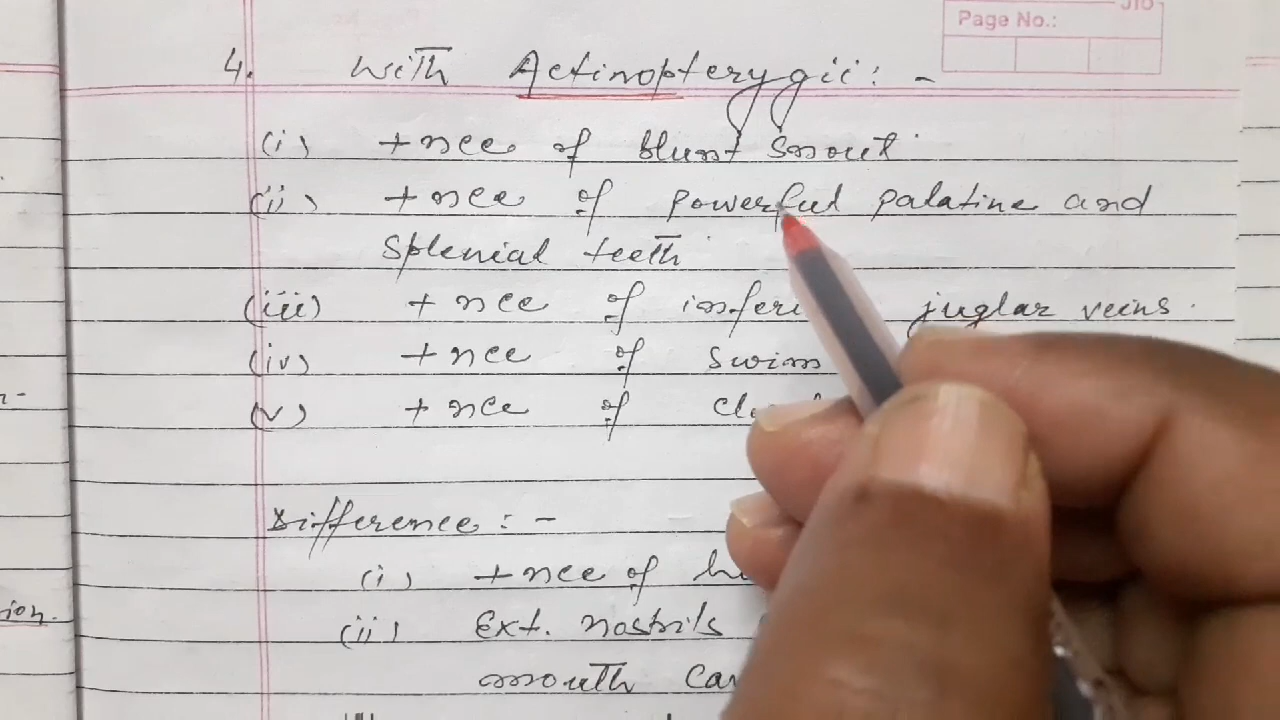 Page No.:
4. with Actinopterygii: -
(i) +nce of blunt snout.
(ii) +nce of powerful palatine and
splenial teeth.
(iii) +nce of juglar veins.
(iv) +nce of swim
(v) +nce of
Difference: -
(i) +nce of
ion.
(ii) Ext. nostrils
mouth